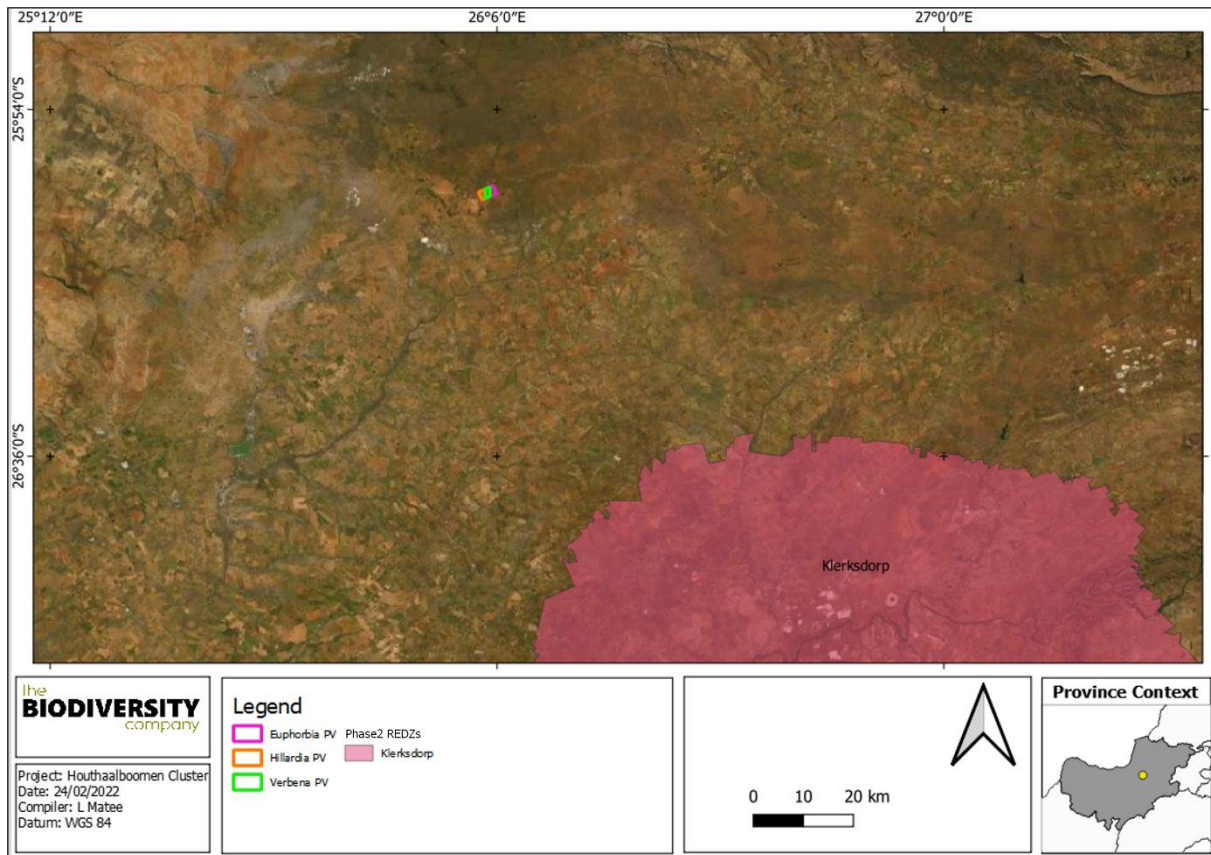 25°12'0"E
26°6'0"E
27°0'0"E
25°54'0"S
26°36'0"S
Klerksdorp
the
BIODIVERSITY
company
Project: Houthaalboomen Cluster
Date: 24/02/2022
Compiler: L Matee
Datum: WGS 84
Legend
Euphorbia PV
Hillardia PV
Verbena PV
Phase2 REDZs
Klerksdorp
0 10 20 km
Province Context